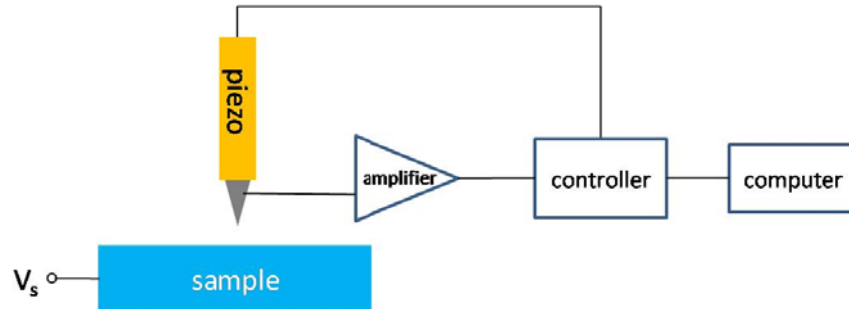 piezo
amplifier
controller
computer
sample
Vs